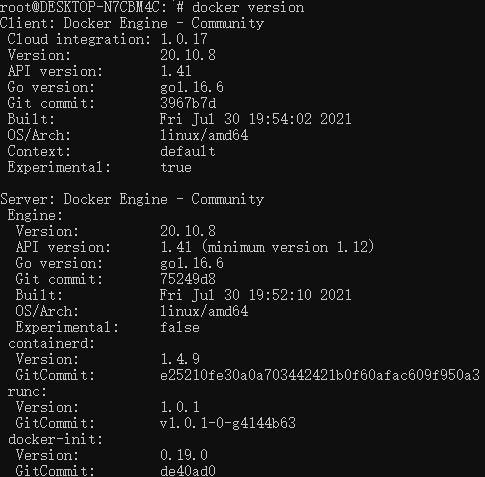 root@DESKTOP-N7CBM4C:~# docker version
Client: Docker Engine - Community
 Cloud integration: 1.0.17
 Version:           20.10.8
 API version:       1.41
 Go version:        go1.16.6
 Git commit:        3967b7d
 Built:             Fri Jul 30 19:54:02 2021
 OS/Arch:           linux/amd64
 Context:           default
 Experimental:      true

Server: Docker Engine - Community
 Engine:
  Version:          20.10.8
  API version:      1.41 (minimum version 1.12)
  Go version:       go1.16.6
  Git commit:       75249d8
  Built:            Fri Jul 30 19:52:10 2021
  OS/Arch:          linux/amd64
  Experimental:     false
 containerd:
  Version:          1.4.9
  GitCommit:        e25210fe30a0a703442421b0f60afac609f950a3
 runc:
  Version:          1.0.1
  GitCommit:        v1.0.1-0-g4144b63
 docker-init:
  Version:          0.19.0
  GitCommit:        de40ad0